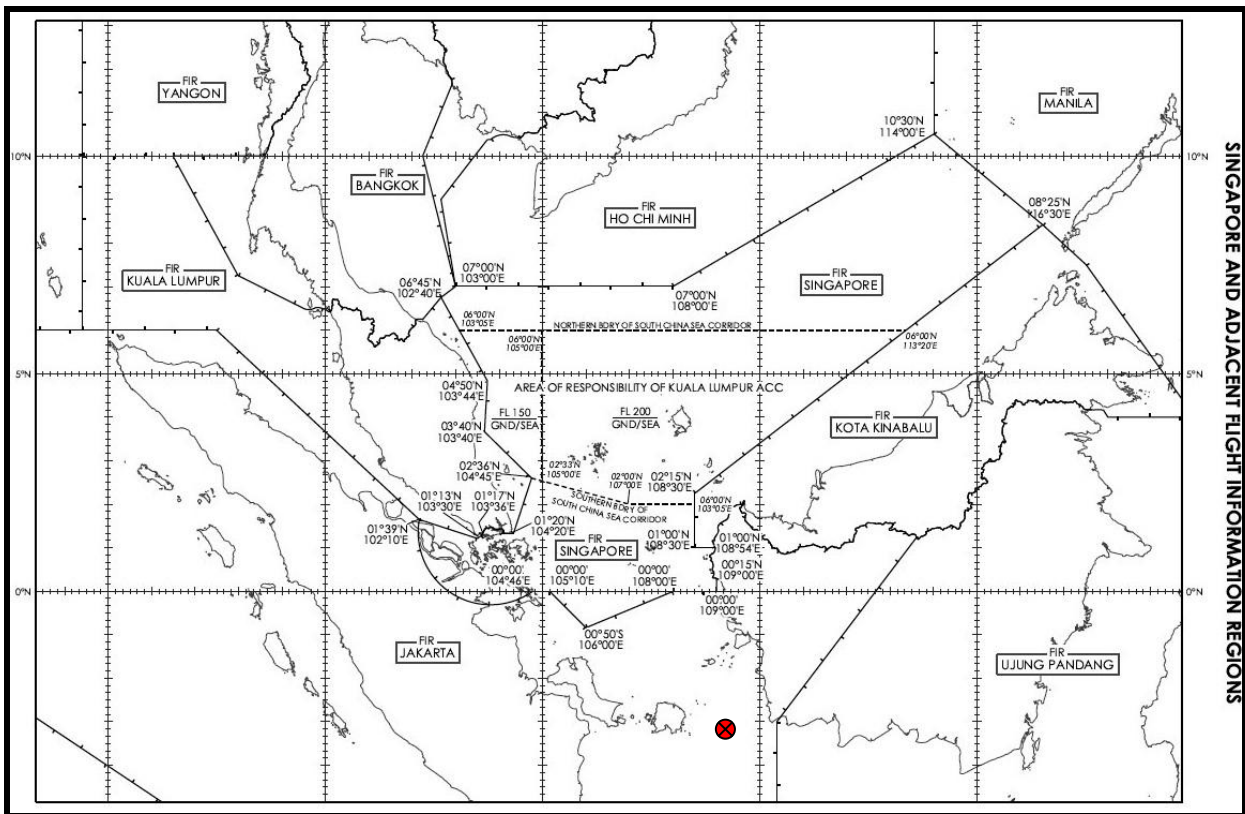 FIR
YANGON
FIR
MANILA
10°30'N
114°00'E
10°N
10°N
FIR
BANGKOK
FIR
HO CHI MINH
08°25'N
116°30'E
07°00'N
103°00'E
FIR
KUALA LUMPUR
06°45'N
102°40'E
FIR
SINGAPORE
07°00'N
108°00'E
06°00'N
103°05'E
NORTHERN BDRY OF SOUTH CHINA SEA CORRIDOR
06°00'N
105°00'E
06°00'N
113°20'E
5°N
5°N
AREA OF RESPONSIBILITY OF KUALA LUMPUR ACC
04°50'N
103°44'E
FL 150
GND/SEA
FL 200
GND/SEA
FIR
KOTA KINABALU
03°40'N
103°40'E
02°36'N
104°45'E
02°33'N
105°00'E
02°00'N
107°00'E
02°15'N
108°30'E
SOUTHERN BDRY OF
SOUTH CHINA SEA CORRIDOR
06°00'N
103°05'E
01°13'N
103°30'E
01°17'N
103°36'E
01°39'N
102°10'E
01°20'N
104°20'E
FIR
SINGAPORE
01°00'N
108°30'E
01°00'N
108°54'E
00°00'
104°46'E
00°00'
105°10'E
00°00'
108°00'E
00°15'N
109°00'E
0°N
0°N
00°00'
109°00'E
00°50'S
106°00'E
FIR
JAKARTA
FIR
UJUNG PANDANG
SINGAPORE AND ADJACENT FLIGHT INFORMATION REGIONS